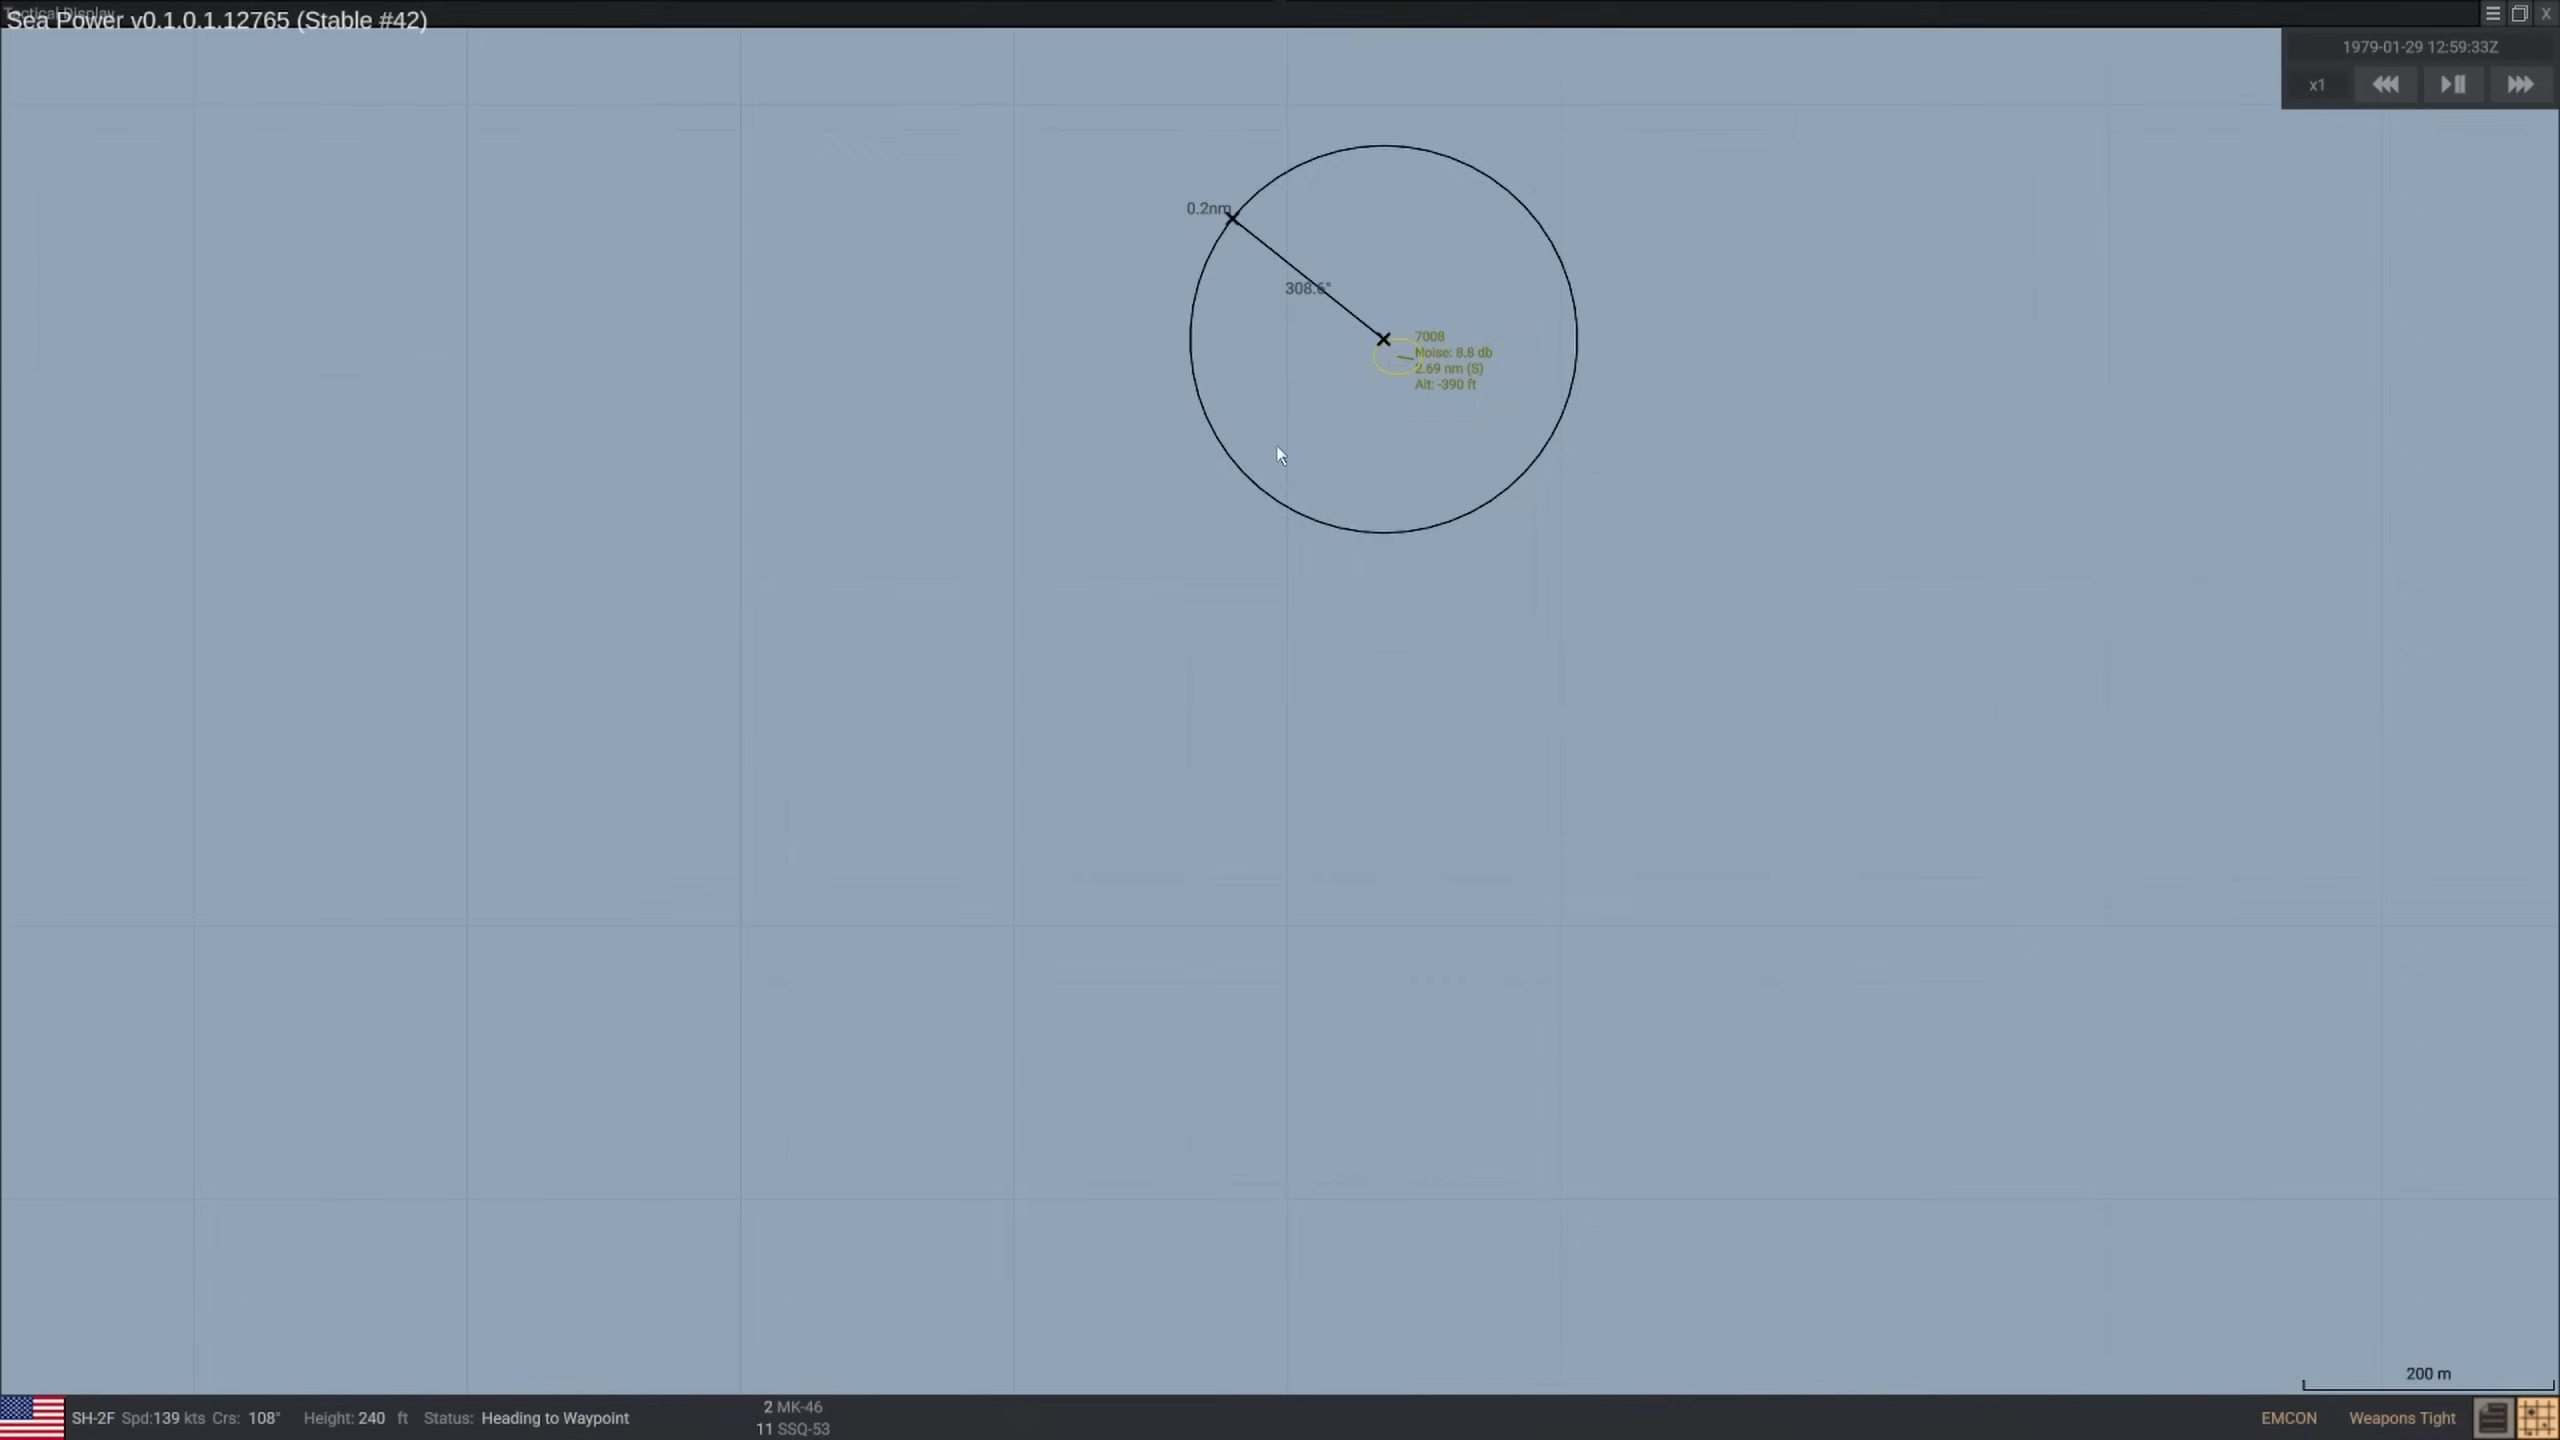 Tactical Display
Sea Power v0.1.0.1.12765 (Stable #42)
X
1979-01-29 12:59:33Z
x1
0.2nm
308.6°
7008
Noise: 8.8 db
2.69 nm (S)
Alt: -390 ft
200 m
SH-2F Spd:139 kts Crs: 108° Height: 240 ft Status: Heading to Waypoint
2 MK-46
11 SSQ-53
EMCON Weapons Tight